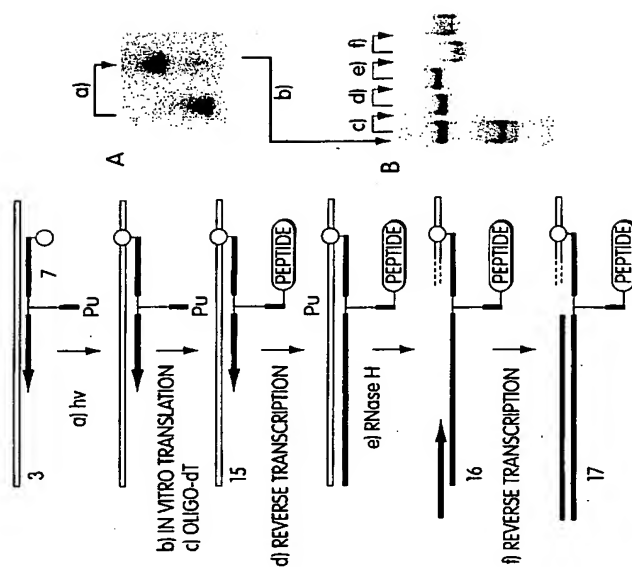 3
7
Pu
a) hv
Pu
b) IN VITRO TRANSLATION
c) OLIGO-dT
15
PEPTIDE
d) REVERSE TRANSCRIPTION
Pu
PEPTIDE
e) RNase H
16
PEPTIDE
f) REVERSE TRANSCRIPTION
17
PEPTIDE
A
a)
b)
B
c)
d)
e)
f)